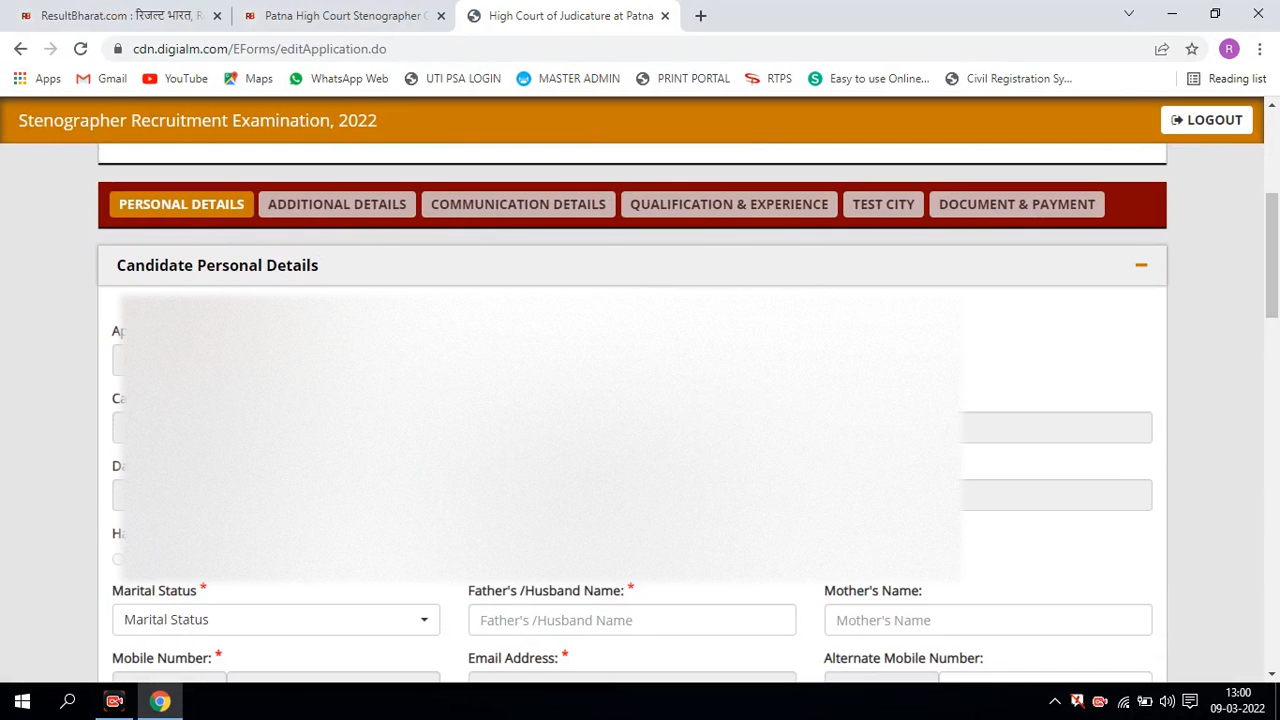 ResultBharat.com : रिजल्ट भारत, R
Patna High Court Stenographer C
High Court of Judicature at Patna
cdn.digialm.com/EForms/editApplication.do
R
Apps Gmail YouTube Maps WhatsApp Web UTI PSA LOGIN MASTER ADMIN PRINT PORTAL RTPS Easy to use Online... Civil Registration Sy... Reading list
Stenographer Recruitment Examination, 2022
LOGOUT
PERSONAL DETAILS ADDITIONAL DETAILS COMMUNICATION DETAILS QUALIFICATION & EXPERIENCE TEST CITY DOCUMENT & PAYMENT
Candidate Personal Details
Marital Status * Father's /Husband Name: * Mother's Name:
Marital Status Father's /Husband Name Mother's Name
Mobile Number: * Email Address: * Alternate Mobile Number:
13:00
09-03-2022